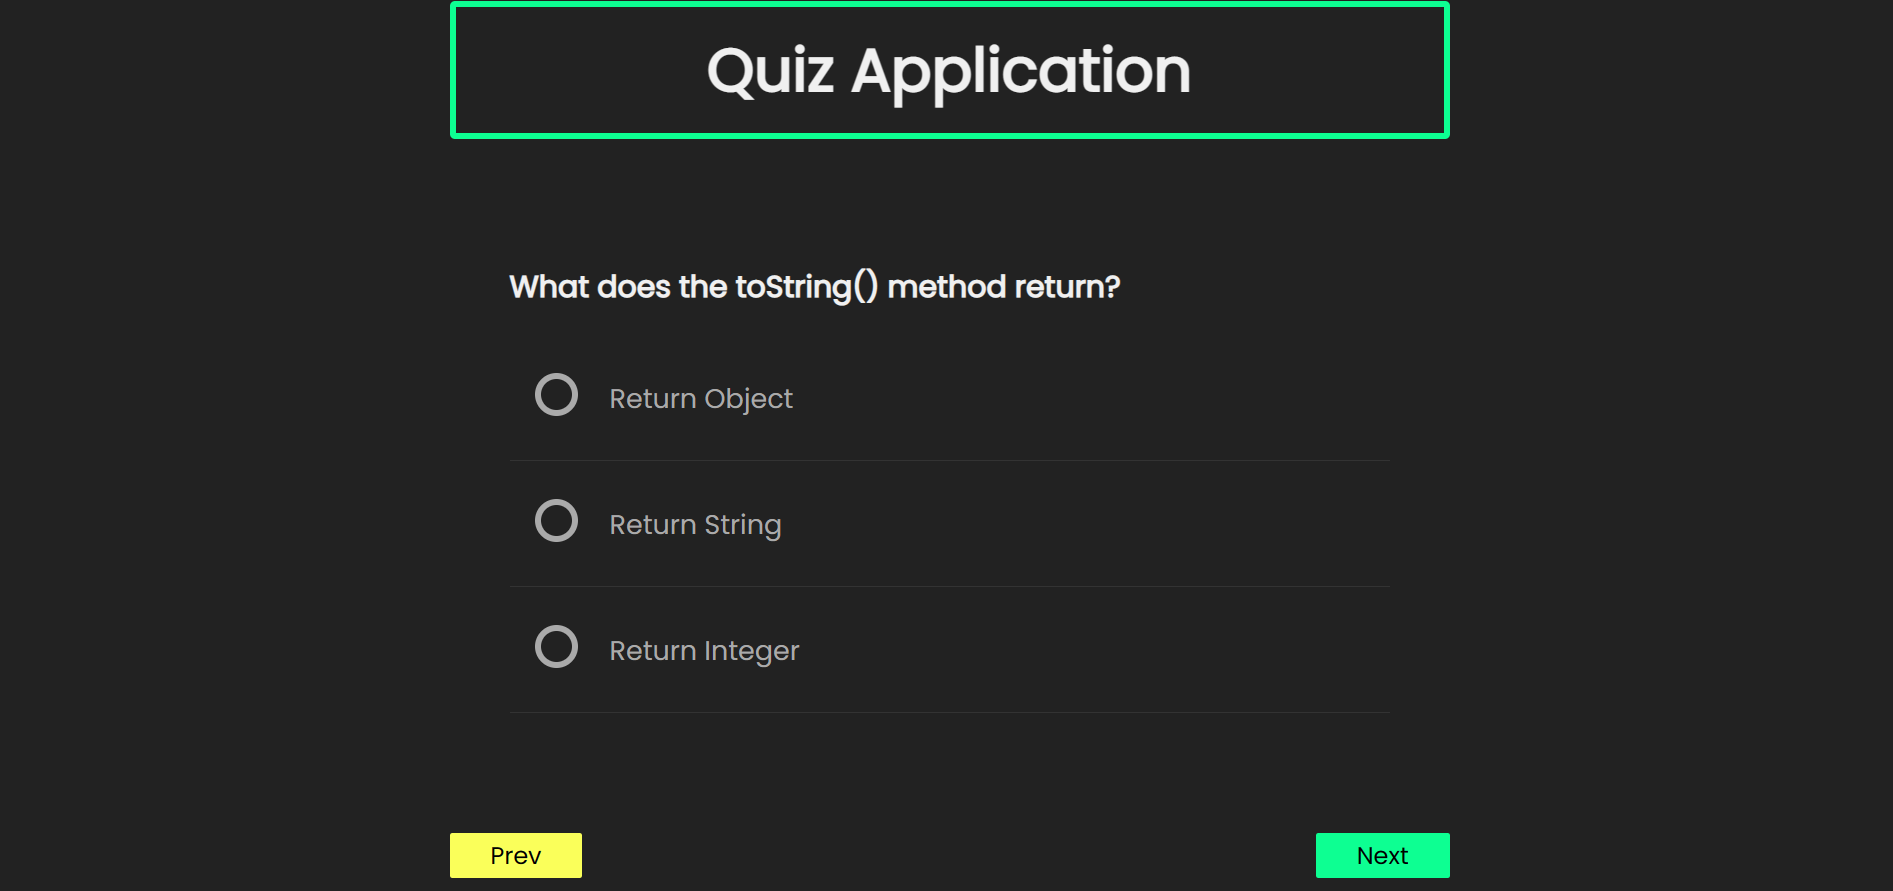 Quiz Application
What does the toString() method return?
Return Object
Return String
Return Integer
Prev
Next